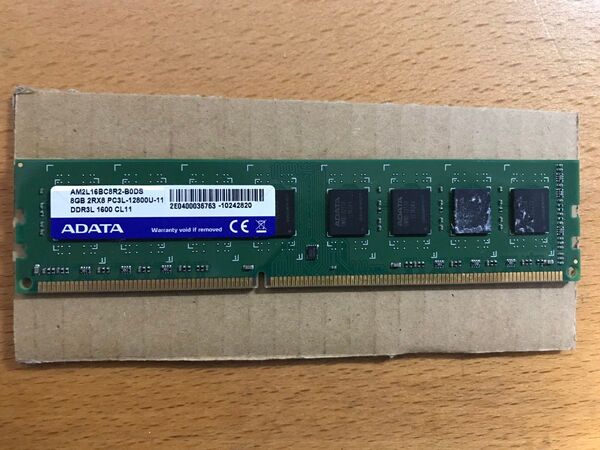 AM2L16BC8R2-B0DS
8GB 2RX8 PC3L-12800U-11
DDR3L 1600 CL11
2E0400036763 -10242820
ADATA
Warranty void if removed
CE